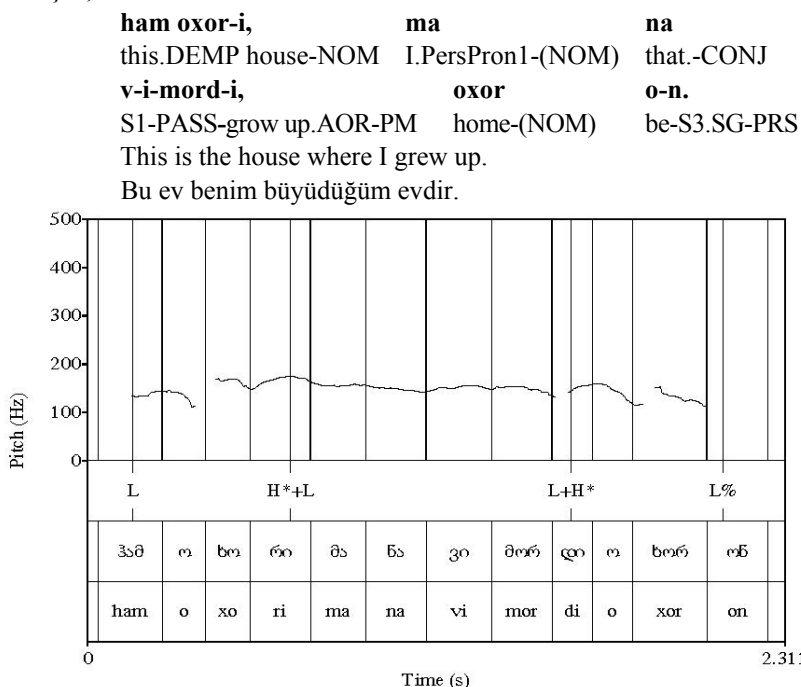 ham oxor-i, ma na
this.DEMP house-NOM I.PersPron1-(NOM) that.-CONJ
v-i-mord-i, oxor o-n.
S1-PASS-grow up.AOR-PM home-(NOM) be-S3.SG-PRS
This is the house where I grew up.
Bu ev benim büyüdüğüm evdir.
500
400
300
200
100
0
Pitch (Hz)
L H*+L L+H* L%
ჰამ ო ხო რი მა ნა ვი მორ დი ო ხორ ონ
ham o xo ri ma na vi mor di o xor on
0 2.311
Time (s)